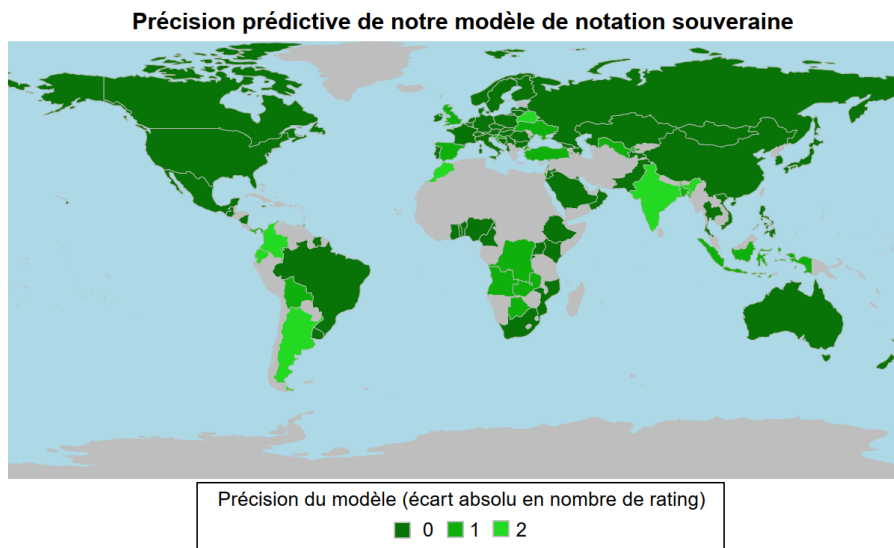 Précision prédictive de notre modèle de notation souveraine
Précision du modèle (écart absolu en nombre de rating)
0 1 2